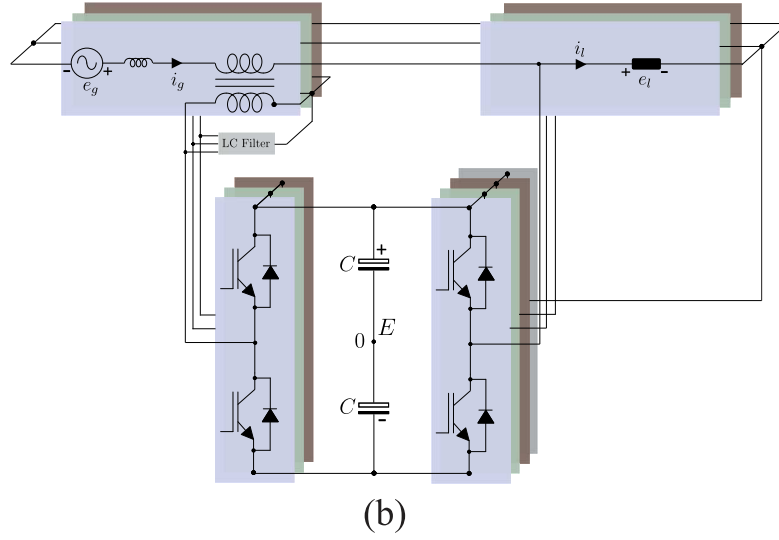 - + e_g i_g i_l + e_l -
LC Filter
C +
0 E
C -
(b)